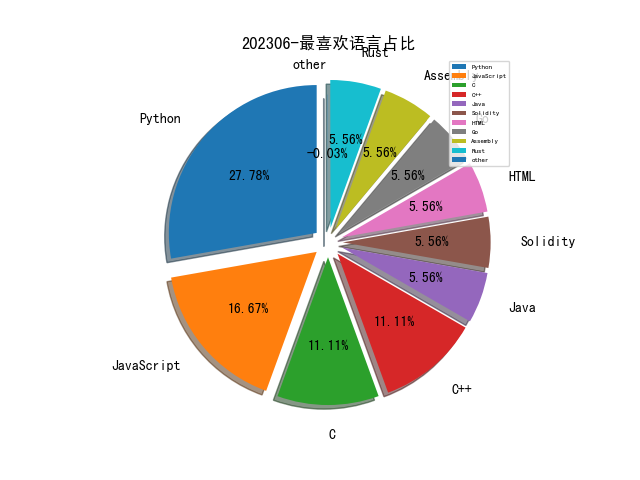 202306-最喜欢语言占比
Rust
other
Python
HTML
Solidity
Java
C++
C
JavaScript
27.78%
16.67%
11.11%
11.11%
5.56%
5.56%
5.56%
5.56%
5.56%
5.56%
-0.03%
Python
JavaScript
C
C++
Java
Solidity
HTML
Go
Assembly
Rust
other